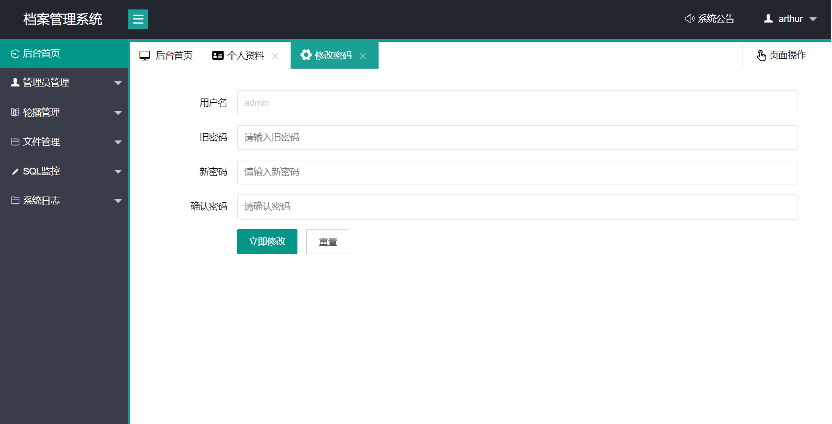 档案管理系统
系统公告
arthur
后台首页
后台首页
个人资料
修改密码
页面操作
管理员管理
轮播管理
文件管理
SQL监控
系统日志
用户名
admin
旧密码
请输入旧密码
新密码
请输入新密码
确认密码
请确认密码
立即修改
重置